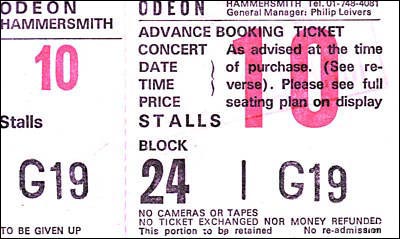 ODEON
HAMMERSMITH
10
Stalls
G19
TO BE GIVEN UP
ODEON
HAMMERSMITH Tel. 01-748-4081
General Manager: Philip Leivers
ADVANCE BOOKING TICKET
CONCERT As advised at the time
DATE ) of purchase. (See re-
TIME ( verse). Please see full
PRICE seating plan on display
10
STALLS
BLOCK
24 | G19
NO CAMERAS OR TAPES
NO TICKET EXCHANGED NOR MONEY REFUNDED
This portion to be retained No re-admission